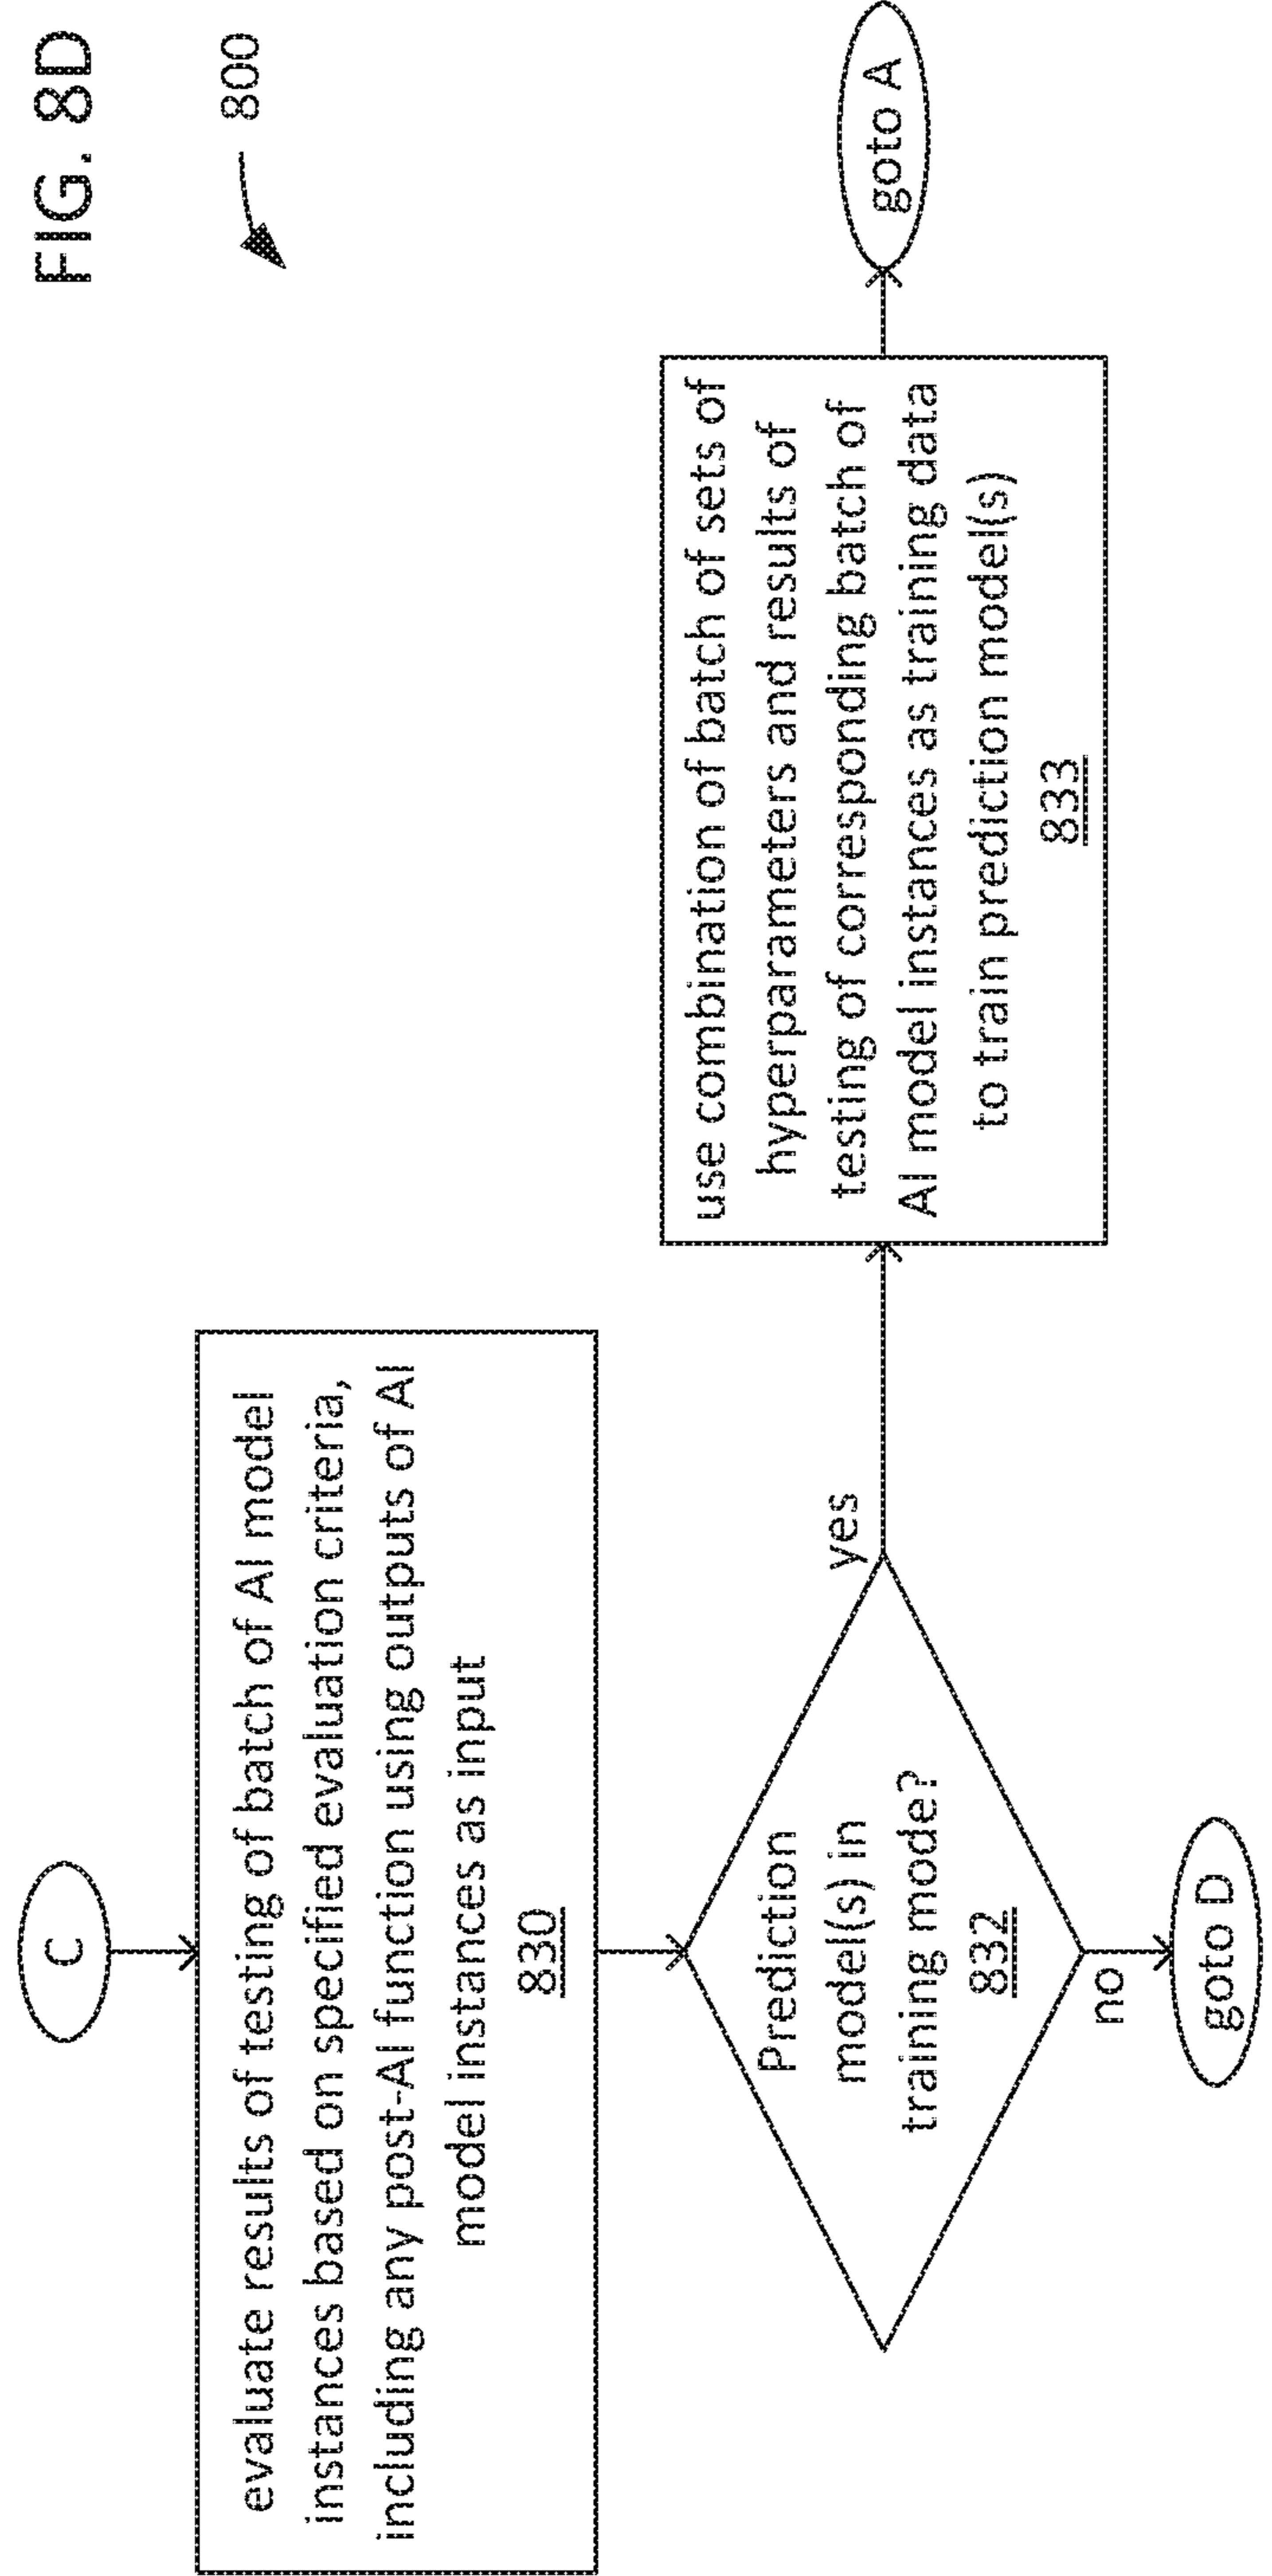 FIG. 8D
800
C
evaluate results of testing of batch of AI model
instances based on specified evaluation criteria,
including any post-AI function using outputs of AI
model instances as input
830
Prediction
model(s) in
training mode?
832
yes
no
use combination of batch of sets of
hyperparameters and results of
testing of corresponding batch of
AI model instances as training data
to train prediction model(s)
833
goto A
goto D